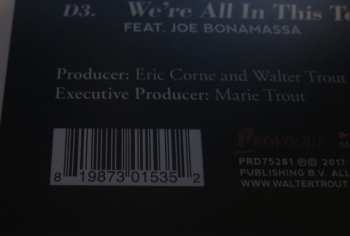 D3. We're All In This
FEAT. JOE BONAMASSA
Producer: Eric Corne and Walter Trout
Executive Producer: Marie Trout
8 19873 01535 2
PROVOGUE
PRD75281 ℗© 2017
PUBLISHING B.V. ALL
WWW.WALTERTROUT